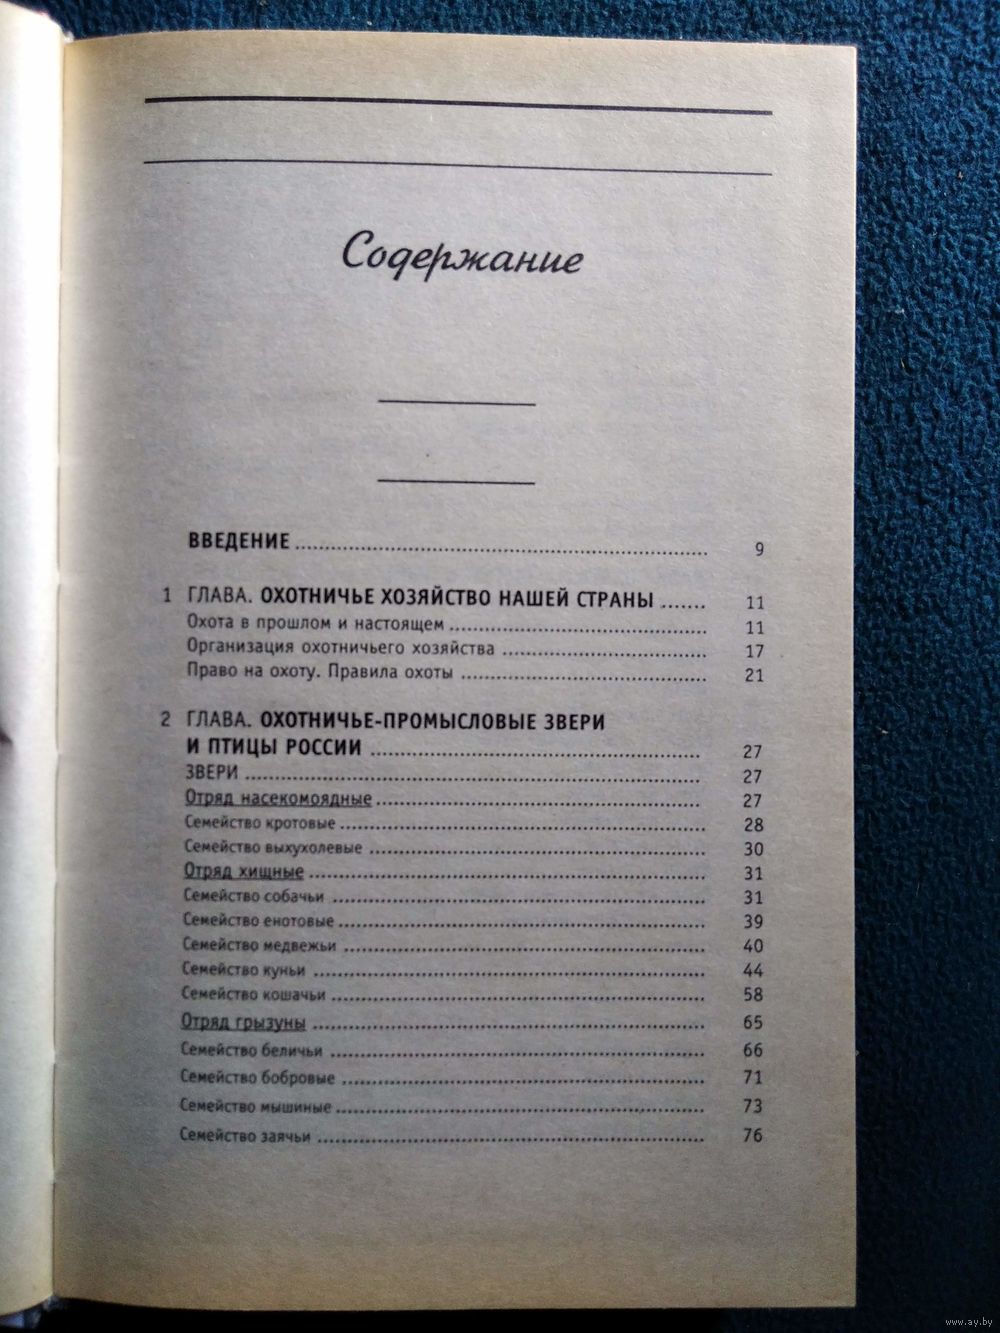 Содержание
ВВЕДЕНИЕ 9
1 ГЛАВА. ОХОТНИЧЬЕ ХОЗЯЙСТВО НАШЕЙ СТРАНЫ 11
Охота в прошлом и настоящем 11
Организация охотничьего хозяйства 17
Право на охоту. Правила охоты 21
2 ГЛАВА. ОХОТНИЧЬЕ-ПРОМЫСЛОВЫЕ ЗВЕРИ
И ПТИЦЫ РОССИИ 27
ЗВЕРИ 27
Отряд насекомоядные 27
Семейство кротовые 28
Семейство выхухолевые 30
Отряд хищные 31
Семейство собачьи 31
Семейство енотовые 39
Семейство медвежьи 40
Семейство куньи 44
Семейство кошачьи 58
Отряд грызуны 65
Семейство беличьи 66
Семейство бобровые 71
Семейство мышиные 73
Семейство заячьи 76
www.ay.by